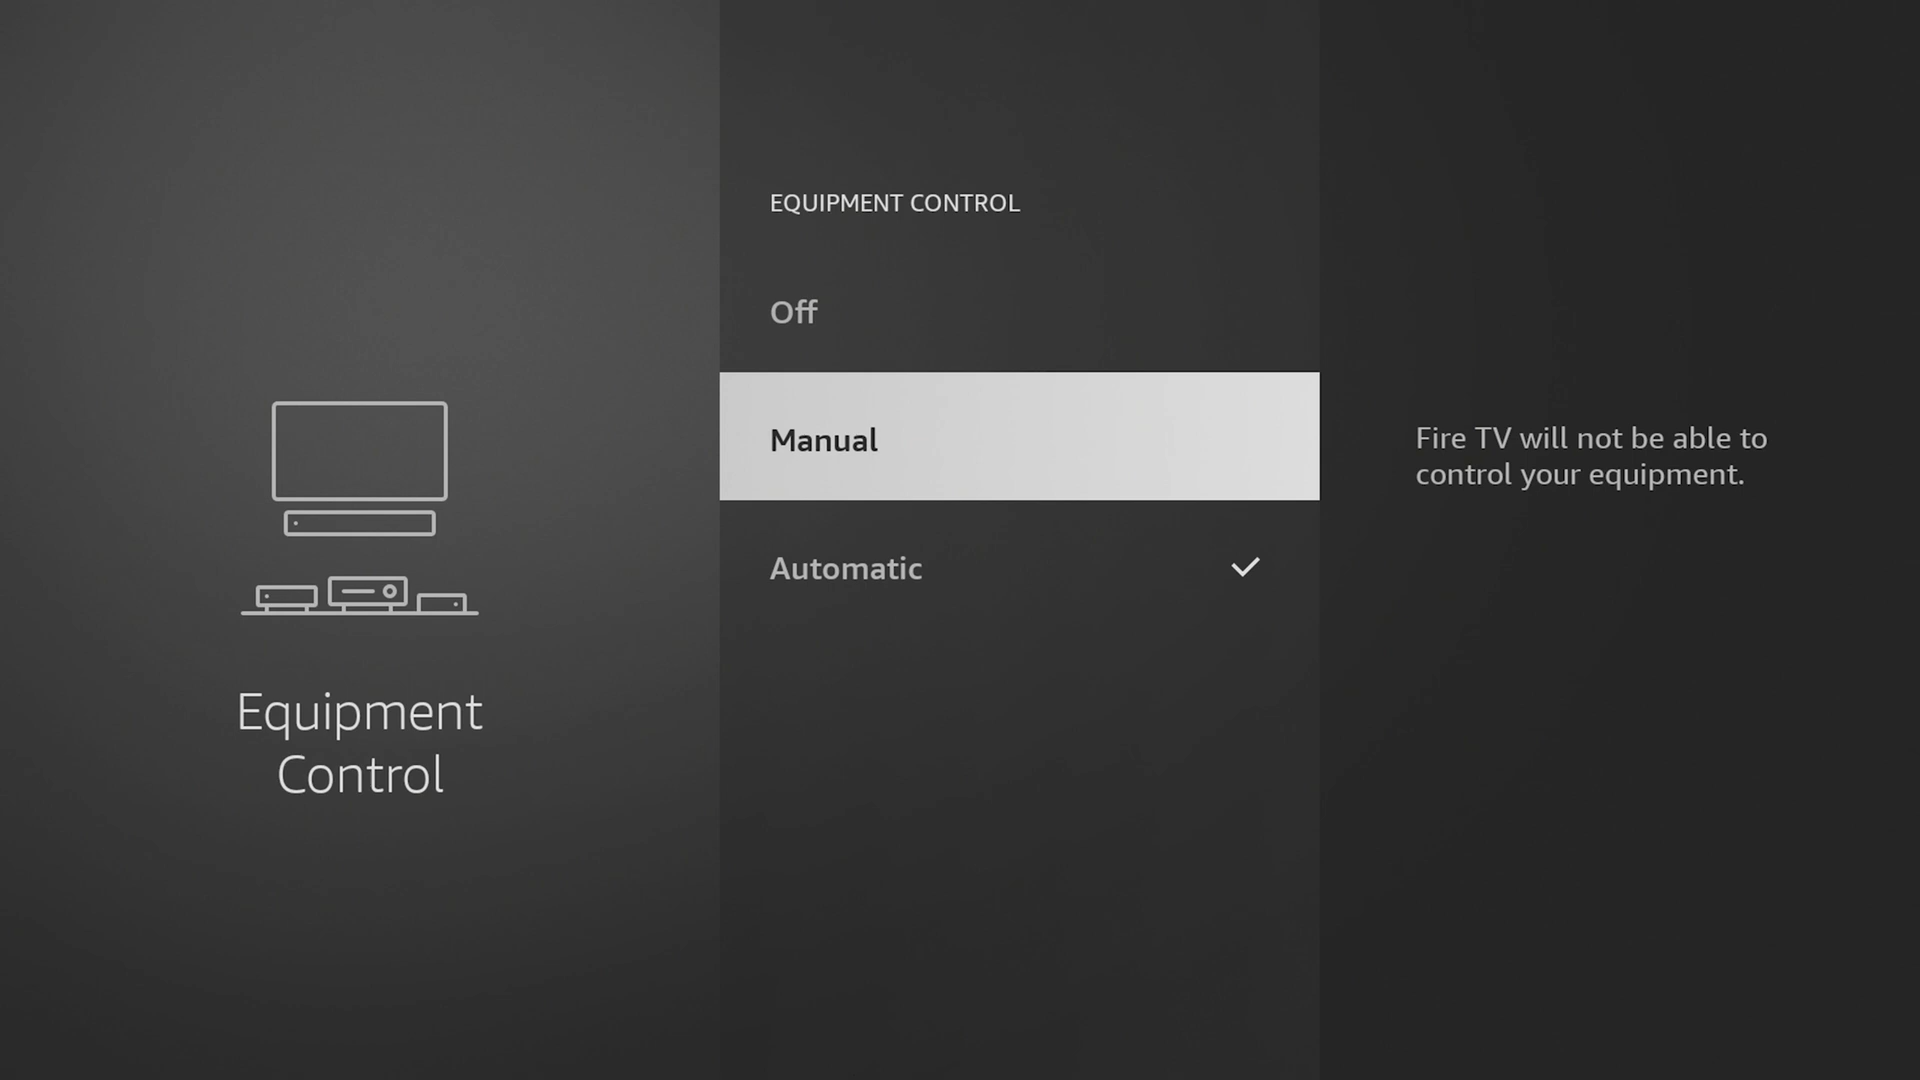 EQUIPMENT CONTROL
Off
Manual
Automatic
Fire TV will not be able to
control your equipment.
Equipment
Control